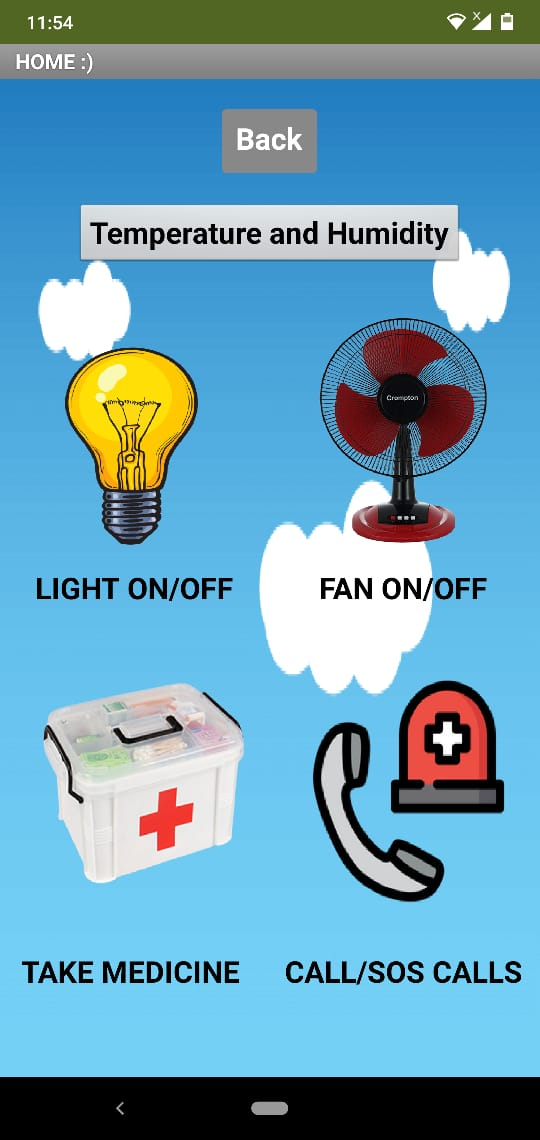 11:54
HOME :)
Back
Temperature and Humidity
Crompton
LIGHT ON/OFF
FAN ON/OFF
TAKE MEDICINE
CALL/SOS CALLS